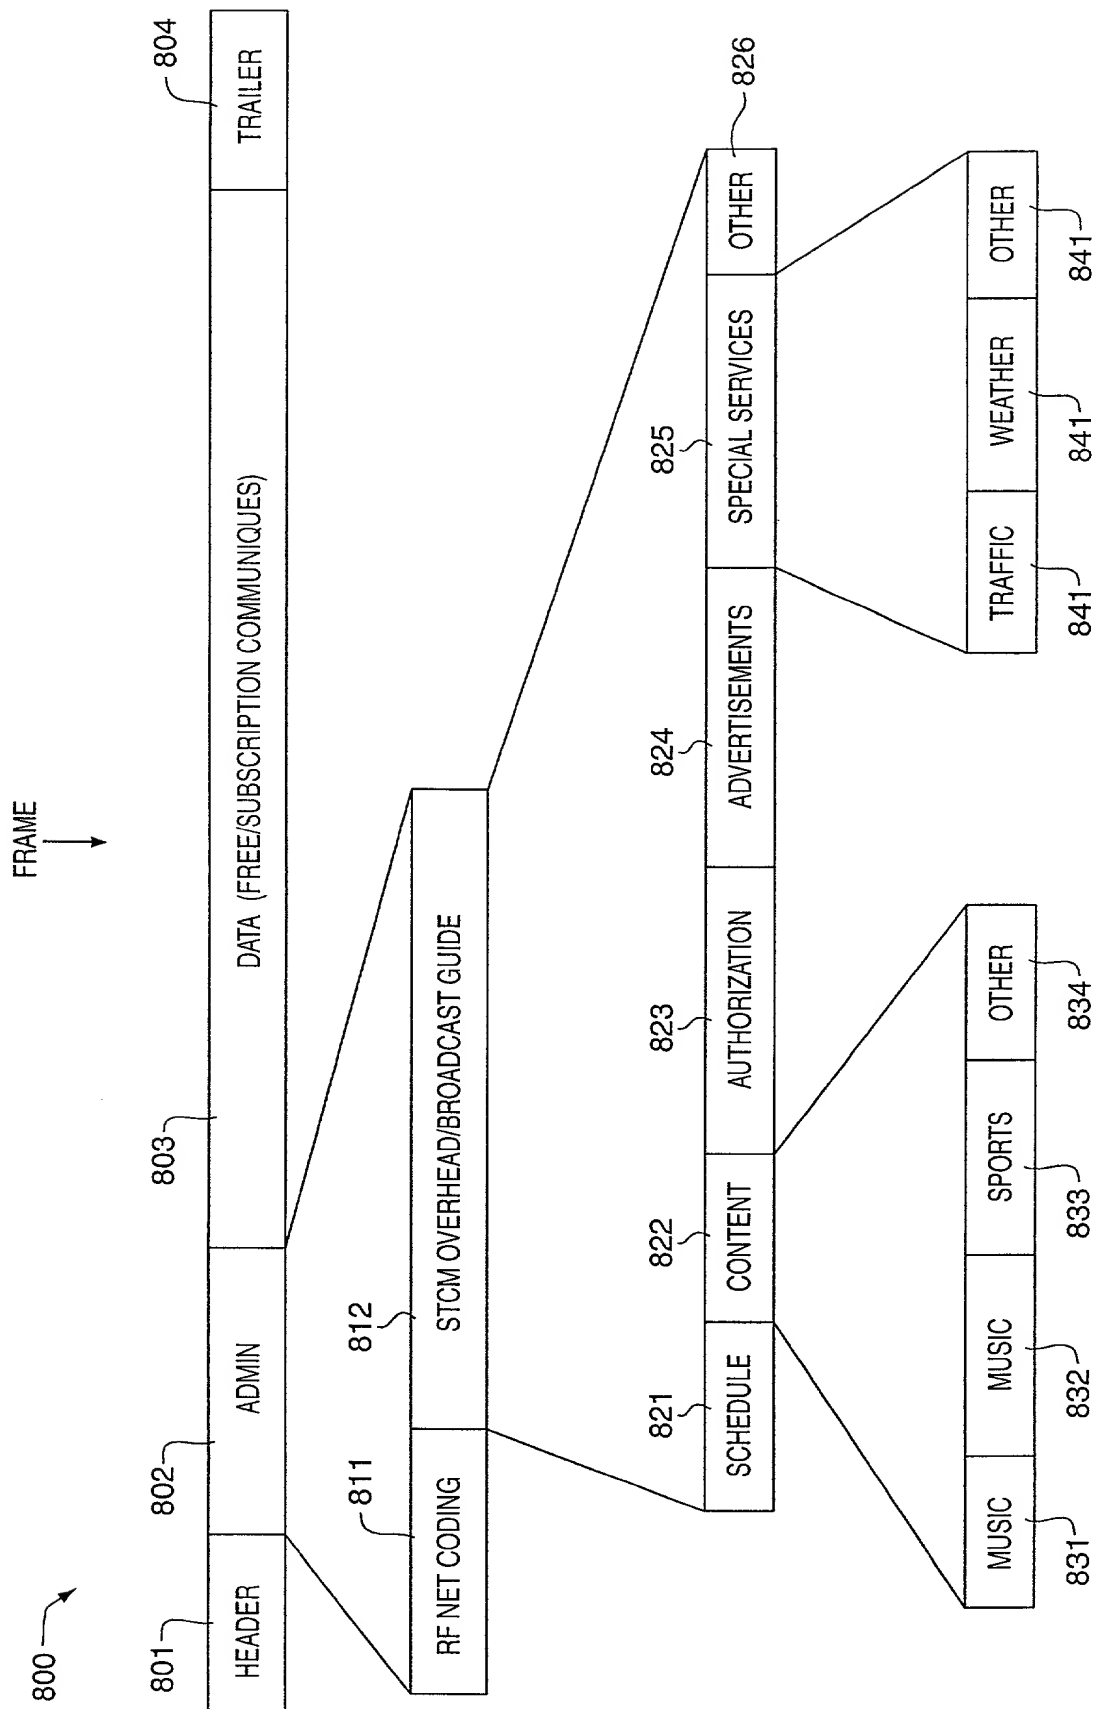 FRAME
800
801
802
803
804
HEADER
ADMIN
DATA (FREE/SUBSCRIPTION COMMUNIQUES)
TRAILER
811
812
RF NET CODING
STCM OVERHEAD/BROADCAST GUIDE
821
822
823
824
825
826
SCHEDULE
CONTENT
AUTHORIZATION
ADVERTISEMENTS
SPECIAL SERVICES
OTHER
MUSIC
MUSIC
SPORTS
OTHER
831
832
833
834
TRAFFIC
WEATHER
OTHER
841
841
841